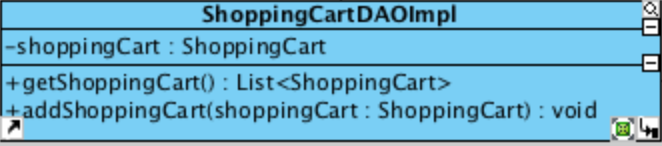 ShoppingCartDAOImpl
-shoppingCart : ShoppingCart
+getShoppingCart() : List<ShoppingCart>
+addShoppingCart(shoppingCart : ShoppingCart) : void